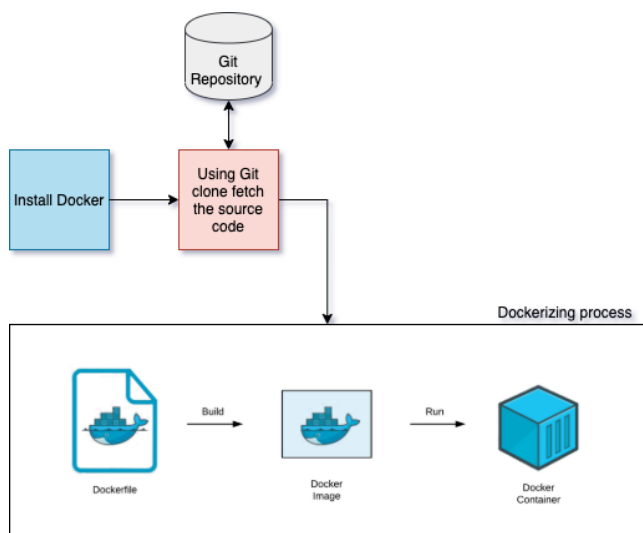 Git
Repository
Install Docker
Using Git
clone fetch
the source
code
Dockerizing process
Build
Run
Dockerfile
Docker
Image
Docker
Container